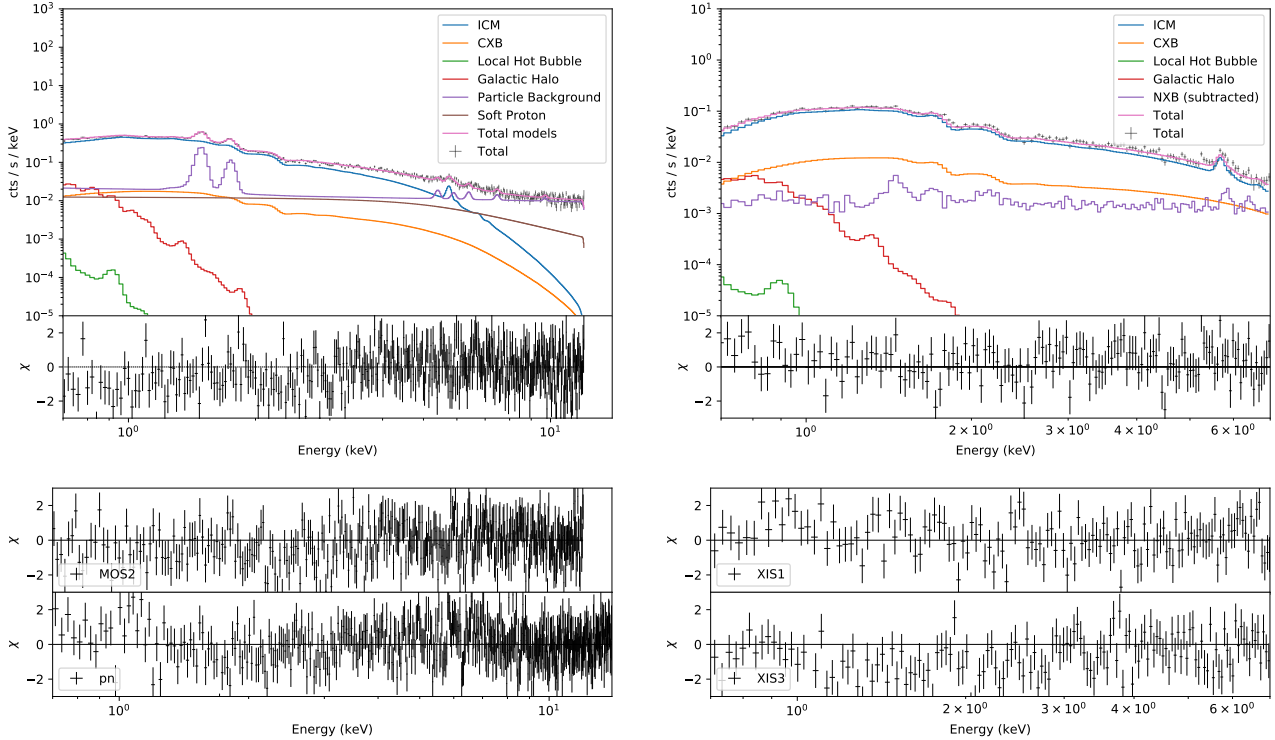 10³
10²
10¹
10⁰
10⁻¹
10⁻²
10⁻³
10⁻⁴
10⁻⁵
cts / s / keV
ICM
CXB
Local Hot Bubble
Galactic Halo
Particle Background
Soft Proton
Total models
Total
2
0
−2
χ
10⁰
10¹
Energy (keV)
10¹
10⁰
10⁻¹
10⁻²
10⁻³
10⁻⁴
10⁻⁵
cts / s / keV
ICM
CXB
Local Hot Bubble
Galactic Halo
NXB (subtracted)
Total
Total
2
0
−2
χ
10⁰
2 × 10⁰
3 × 10⁰
4 × 10⁰
6 × 10⁰
Energy (keV)
2
0
−2
χ
MOS2
2
0
−2
χ
pn
10⁰
10¹
Energy (keV)
2
0
−2
χ
XIS1
2
0
−2
χ
XIS3
10⁰
2 × 10⁰
3 × 10⁰
4 × 10⁰
6 × 10⁰
Energy (keV)